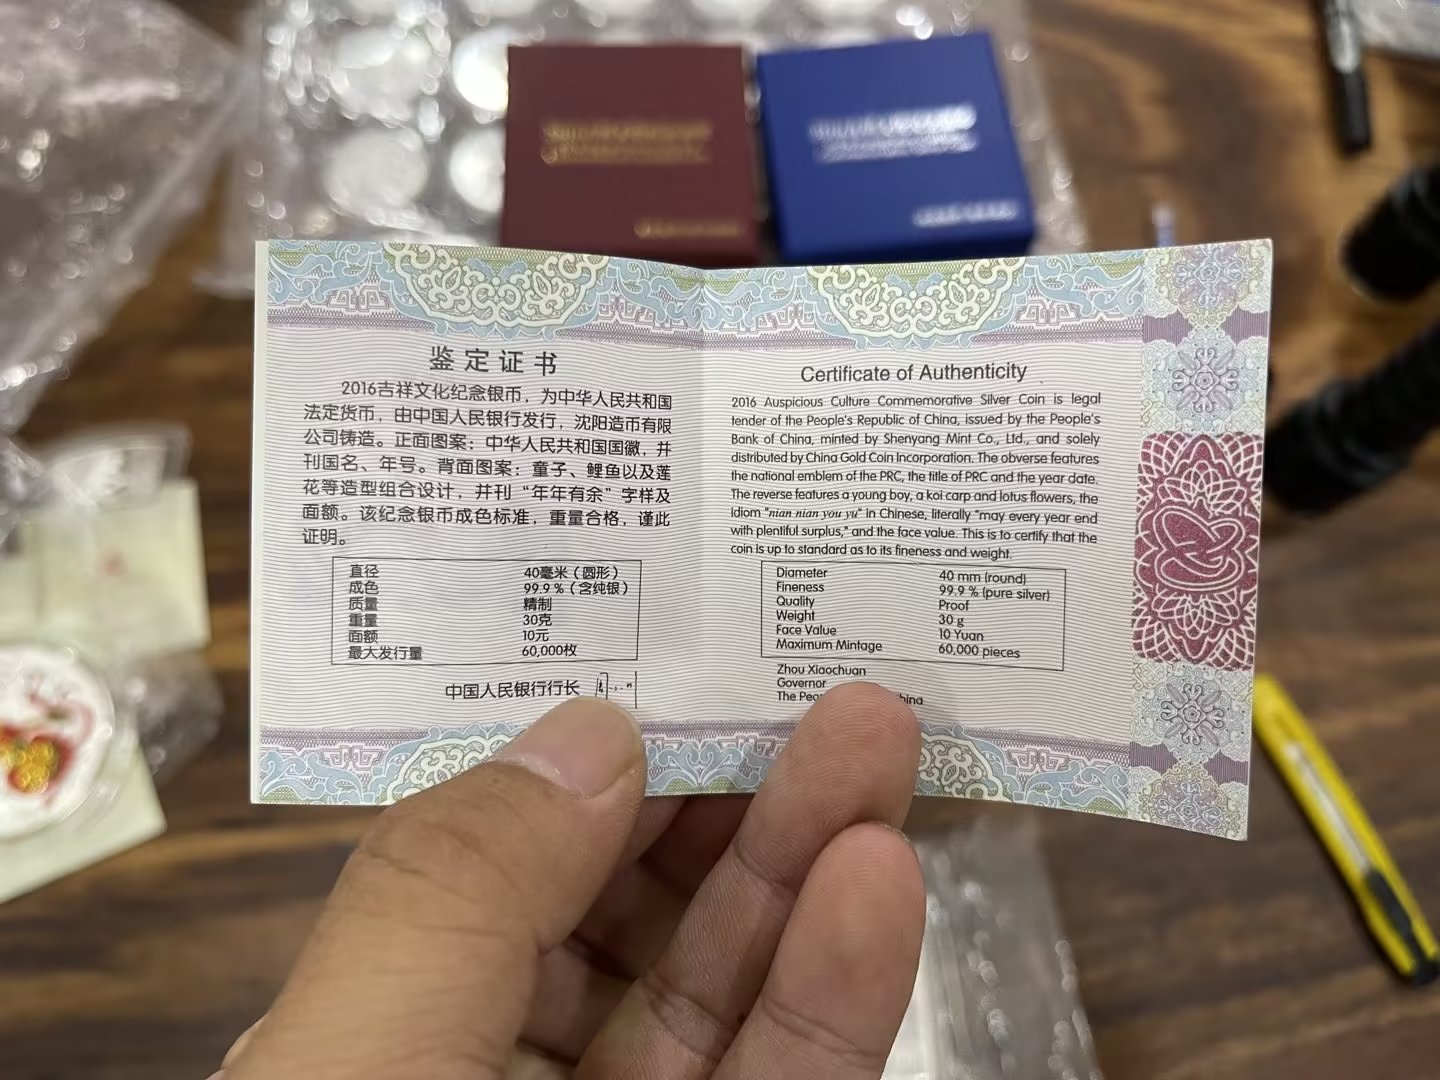 鉴定证书
2016吉祥文化纪念银币，为中华人民共和国
法定货币，由中国人民银行发行，沈阳造币有限
公司铸造。正面图案：中华人民共和国国徽，并
刊国名、年号。背面图案：童子、鲤鱼以及莲
花等造型组合设计，并刊“年年有余”字样及
面额。该纪念银币成色标准，重量合格，谨此
证明。
直径 40毫米（圆形）
成色 99.9％（含纯银）
质量 精制
重量 30克
面额 10元
最大发行量 60,000枚
中国人民银行行长
Certificate of Authenticity
2016 Auspicious Culture Commemorative Silver Coin is legal
tender of the People's Republic of China, issued by the People's
Bank of China, minted by Shenyang Mint Co., Ltd., and solely
distributed by China Gold Coin Incorporation. The obverse features
the national emblem of the PRC, the title of PRC and the year date.
The reverse features a young boy, a koi carp and lotus flowers, the
idiom "nian nian you yu" in Chinese, literally "may every year end
with plentiful surplus," and the face value. This is to certify that the
coin is up to standard as to its fineness and weight.
Diameter 40 mm (round)
Fineness 99.9 % (pure silver)
Quality Proof
Weight 30 g
Face Value 10 Yuan
Maximum Mintage 60,000 pieces
Zhou Xiaochuan
Governor
The